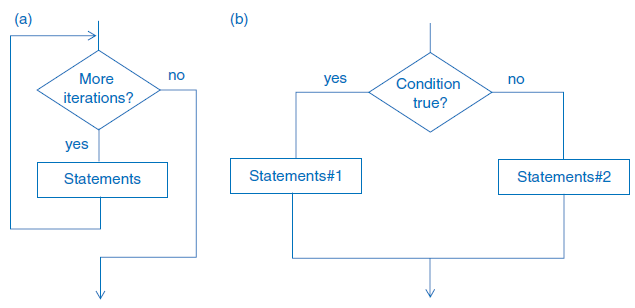 (a)
More
iterations?
no
yes
Statements
(b)
yes
Condition
true?
no
Statements#1
Statements#2